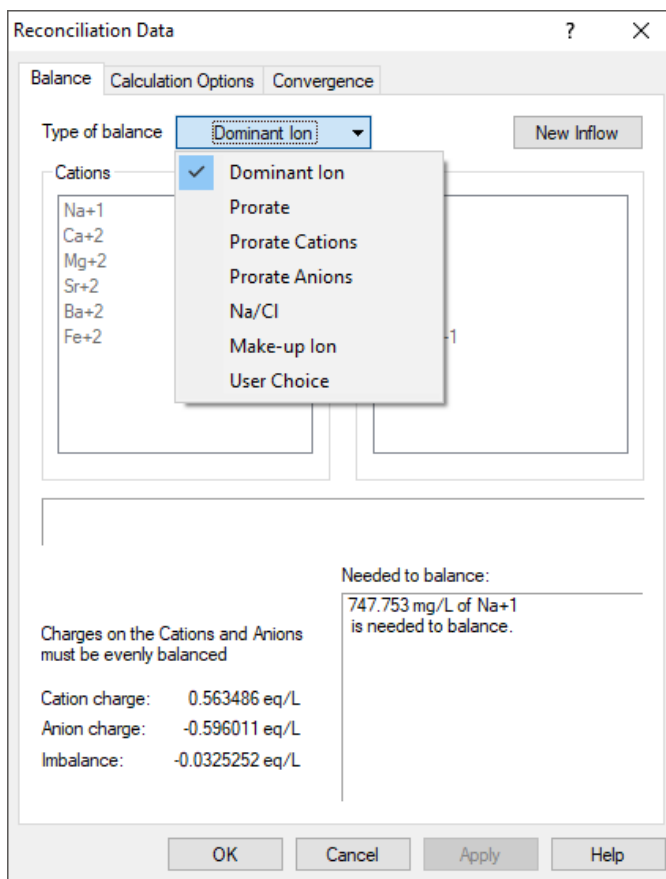 Reconciliation Data
?
Balance
Calculation Options
Convergence
Type of balance
Dominant Ion
New Inflow
Cations
Dominant Ion
Prorate
Prorate Cations
Prorate Anions
Na/Cl
Make-up Ion
User Choice
Na+1
Ca+2
Mg+2
Sr+2
Ba+2
Fe+2
-1
Needed to balance:
747.753 mg/L of Na+1
is needed to balance.
Charges on the Cations and Anions
must be evenly balanced
Cation charge: 0.563486 eq/L
Anion charge: -0.596011 eq/L
Imbalance: -0.0325252 eq/L
OK
Cancel
Apply
Help